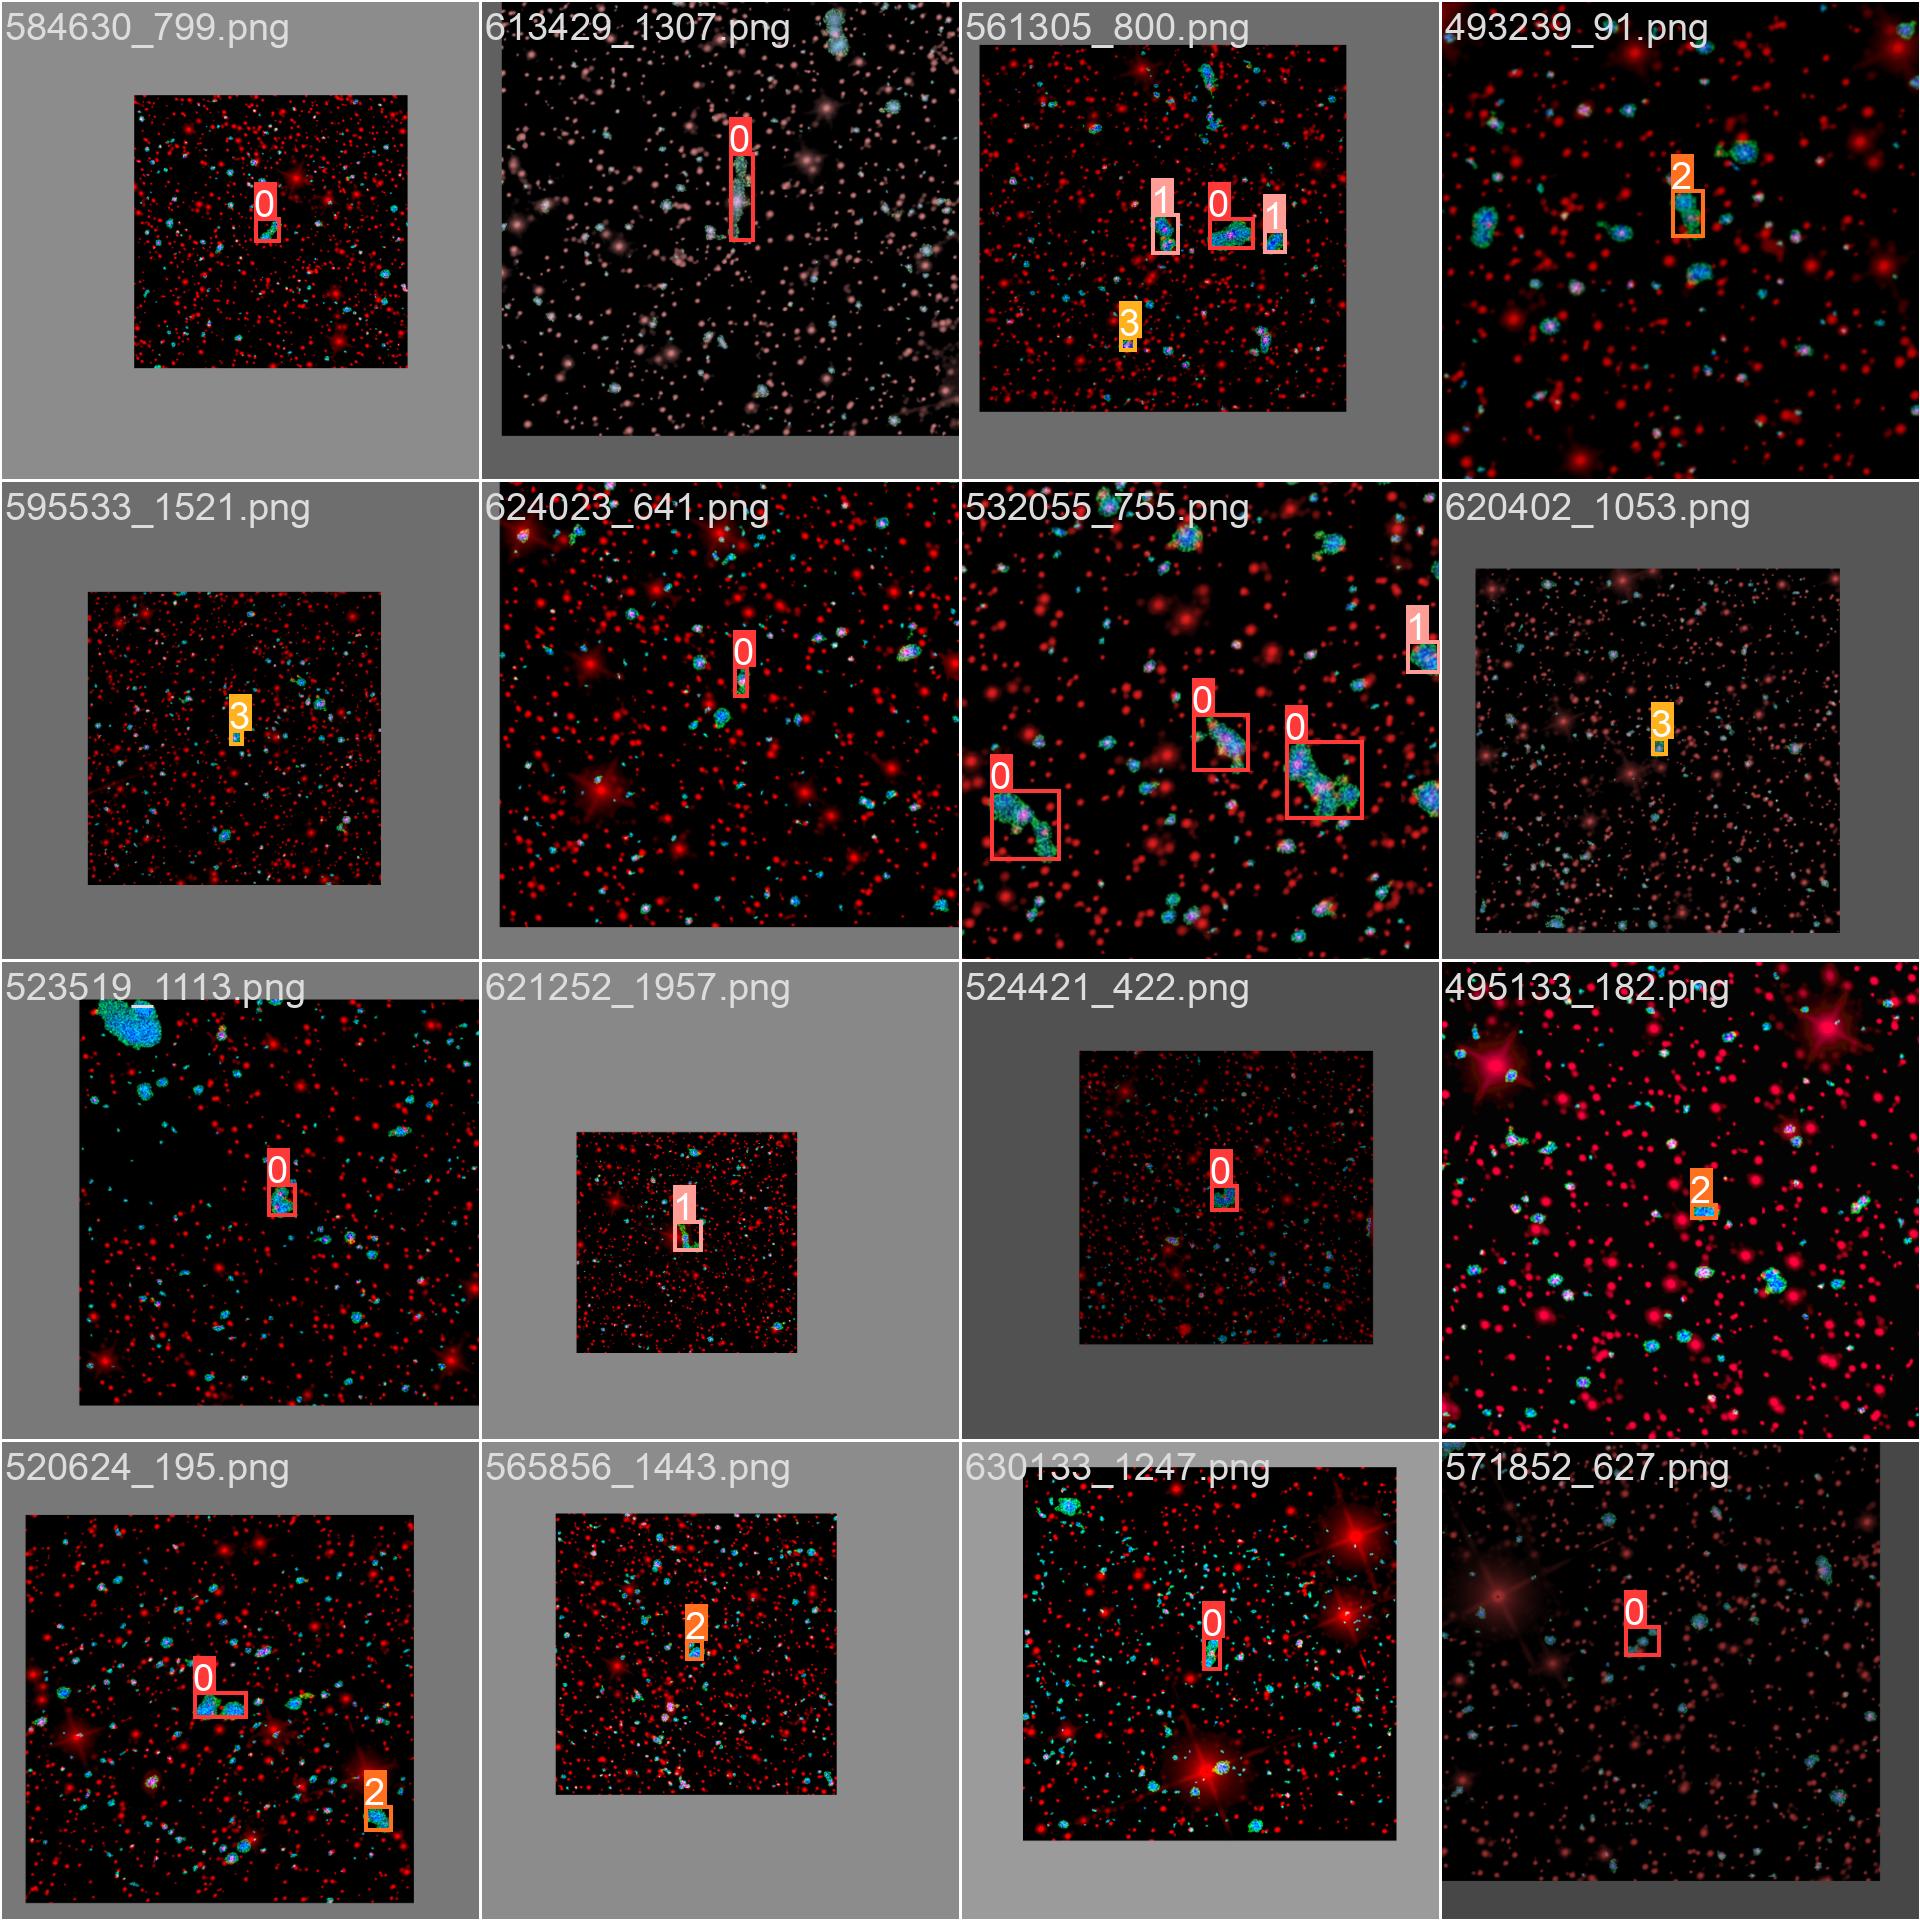 584630_799.png
613429_1307.png
561305_800.png
493239_91.png
0
0
1
0
1
3
2
595533_1521.png
624023_641.png
532055_755.png
620402_1053.png
3
0
0
0
0
1
3
523519_1113.png
621252_1957.png
524421_422.png
495133_182.png
0
1
0
2
520624_195.png
565856_1443.png
630133_1247.png
571852_627.png
0
2
2
0
0